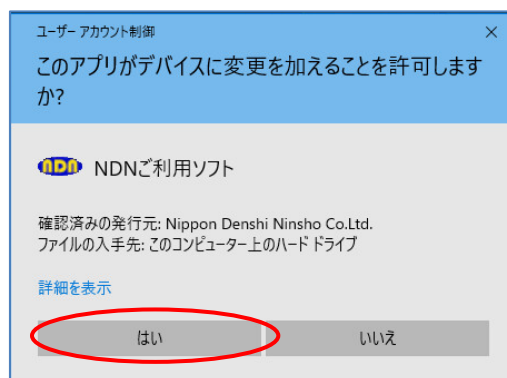 ユーザー アカウント制御
このアプリがデバイスに変更を加えることを許可します
か?
NDN NDNご利用ソフト
確認済みの発行元: Nippon Denshi Ninsho Co.Ltd.
ファイルの入手先: このコンピューター上のハード ドライブ
詳細を表示
はい いいえ